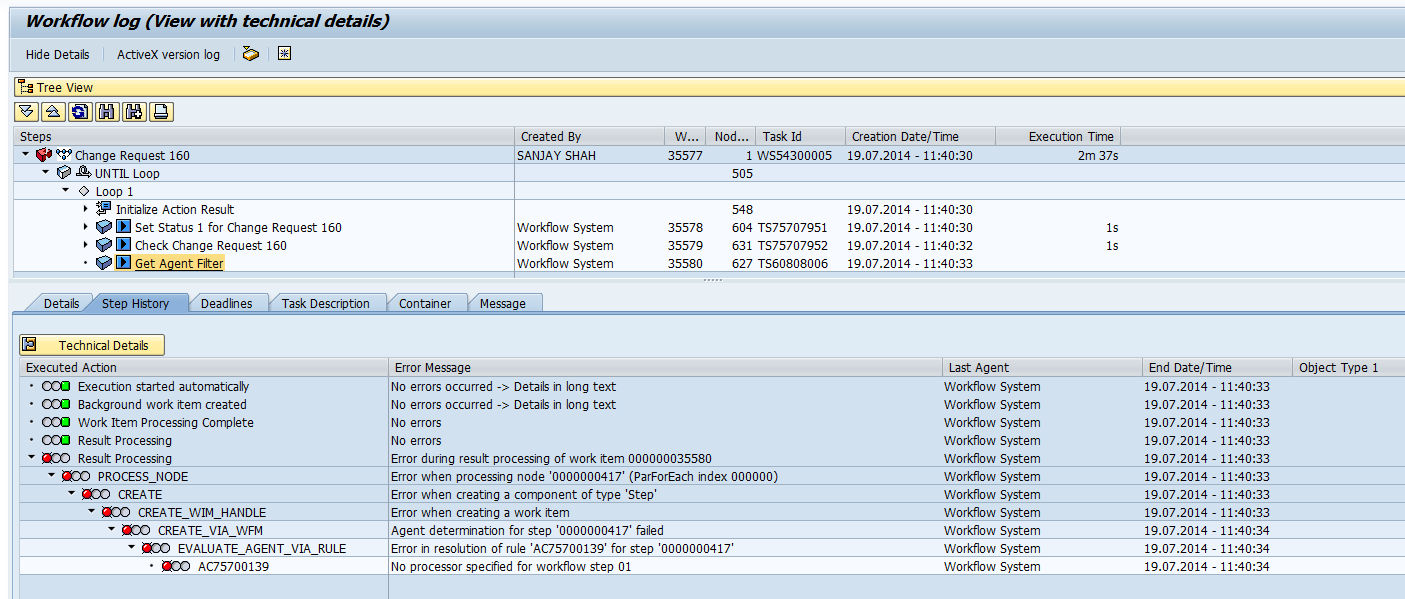 Workflow log (View with technical details)
Hide Details ActiveX version log
Tree View
Steps Created By W... Nod... Task Id Creation Date/Time Execution Time
Change Request 160 SANJAY SHAH 35577 1 WS54300005 19.07.2014 - 11:40:30 2m 37s
UNTIL Loop 505
Loop 1
Initialize Action Result 548 19.07.2014 - 11:40:30
Set Status 1 for Change Request 160 Workflow System 35578 604 TS75707951 19.07.2014 - 11:40:30 1s
Check Change Request 160 Workflow System 35579 631 TS75707952 19.07.2014 - 11:40:32 1s
Get Agent Filter Workflow System 35580 627 TS60808006 19.07.2014 - 11:40:33
Details Step History Deadlines Task Description Container Message
Technical Details
Executed Action Error Message Last Agent End Date/Time Object Type 1
Execution started automatically No errors occurred -> Details in long text Workflow System 19.07.2014 - 11:40:33
Background work item created No errors occurred -> Details in long text Workflow System 19.07.2014 - 11:40:33
Work Item Processing Complete No errors Workflow System 19.07.2014 - 11:40:33
Result Processing No errors Workflow System 19.07.2014 - 11:40:33
Result Processing Error during result processing of work item 000000035580 Workflow System 19.07.2014 - 11:40:33
PROCESS_NODE Error when processing node '0000000417' (ParForEach index 000000) Workflow System 19.07.2014 - 11:40:33
CREATE Error when creating a component of type 'Step' Workflow System 19.07.2014 - 11:40:33
CREATE_WIM_HANDLE Error when creating a work item Workflow System 19.07.2014 - 11:40:33
CREATE_VIA_WFM Agent determination for step '0000000417' failed Workflow System 19.07.2014 - 11:40:34
EVALUATE_AGENT_VIA_RULE Error in resolution of rule 'AC75700139' for step '0000000417' Workflow System 19.07.2014 - 11:40:34
AC75700139 No processor specified for workflow step 01 Workflow System 19.07.2014 - 11:40:34